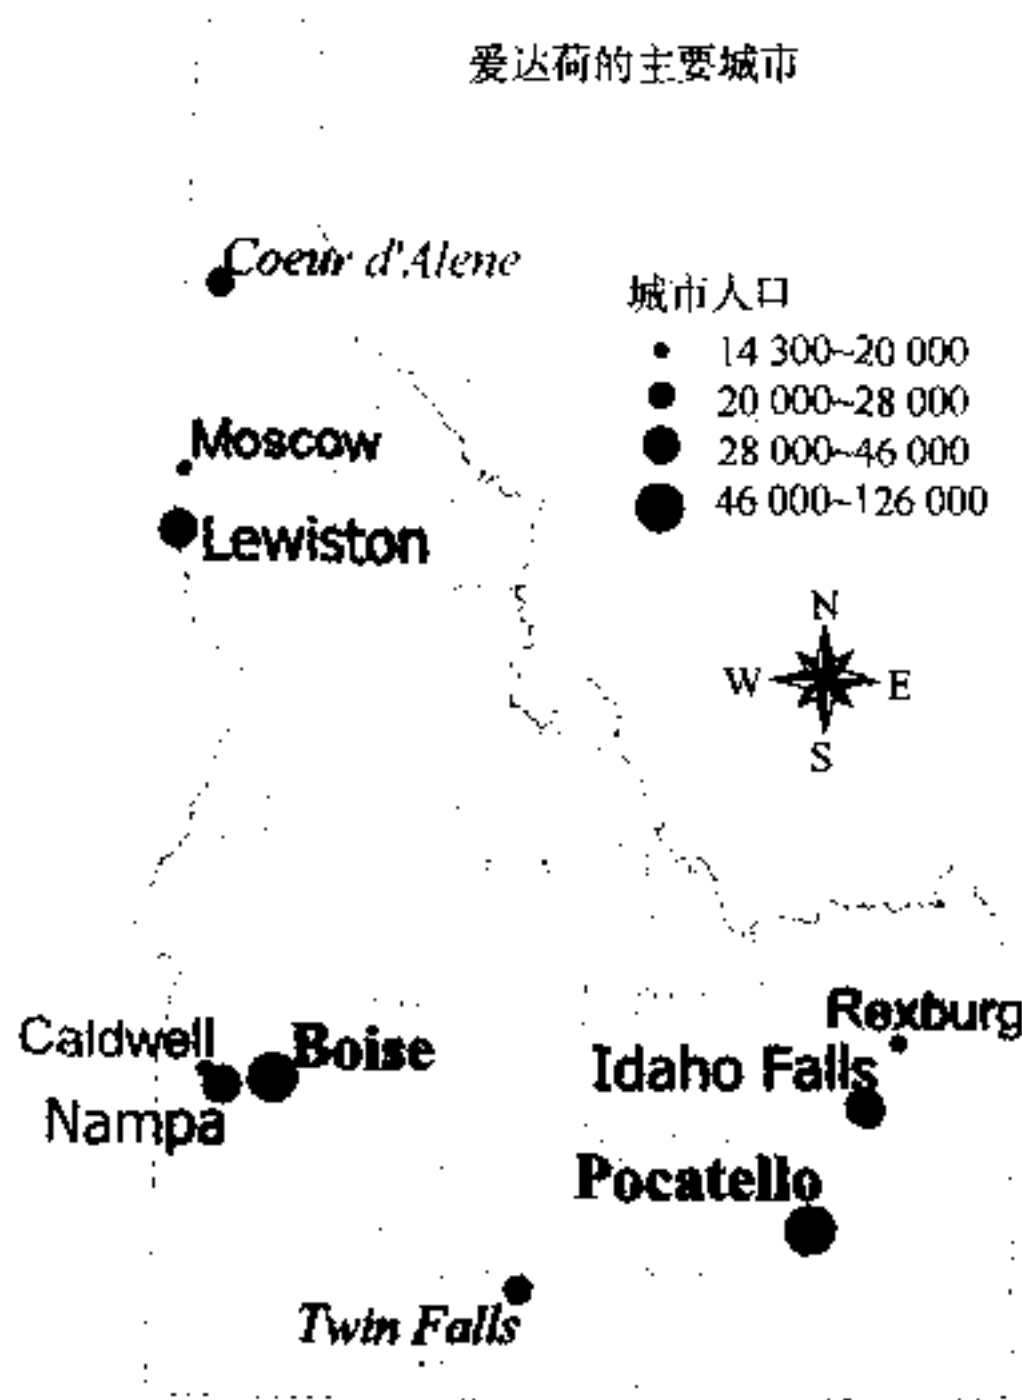 爱达荷的主要城市
Coeur d'Alene
城市人口
14 300~20 000
20 000~28 000
28 000~46 000
46 000~126 000
Moscow
Lewiston
N
W
E
S
Rexburg
Caldwell
Boise
Idaho Falls
Nampa
Pocatello
Twin Falls